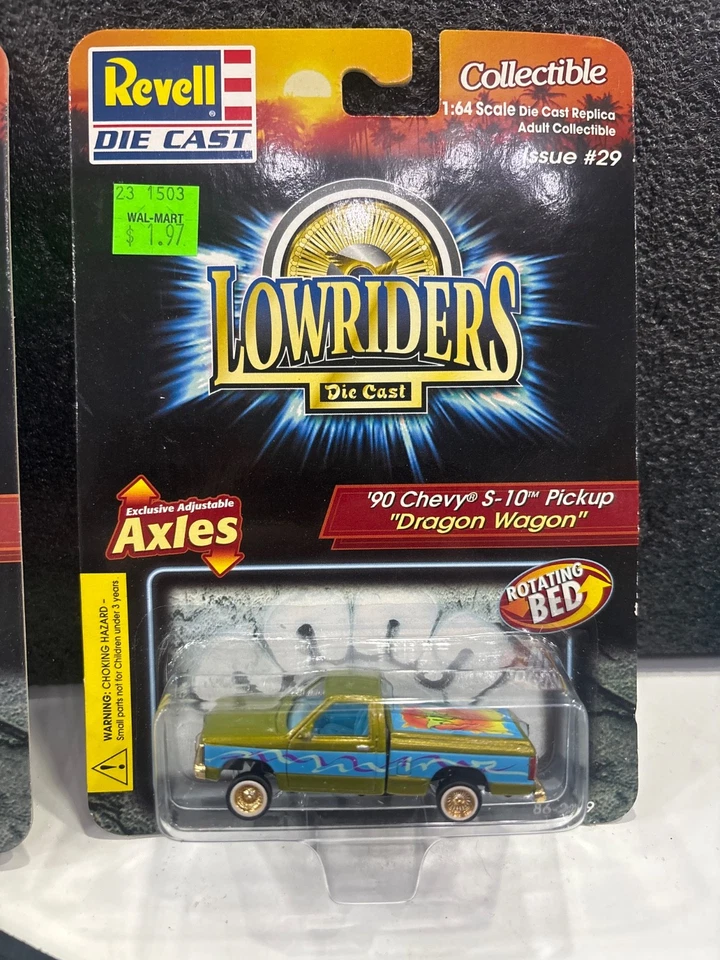 Revell ®
DIE CAST
Collectible
1:64 Scale Die Cast Replica
Adult Collectible
Issue #29
23 1503
WAL-MART
$ 1.97
LOWRIDERS
Die Cast
'90 Chevy® S-10™ Pickup
"Dragon Wagon"
Exclusive Adjustable
Axles
ROTATING
BED
WARNING: CHOKING HAZARD –
Small parts not for Children under 3 years.